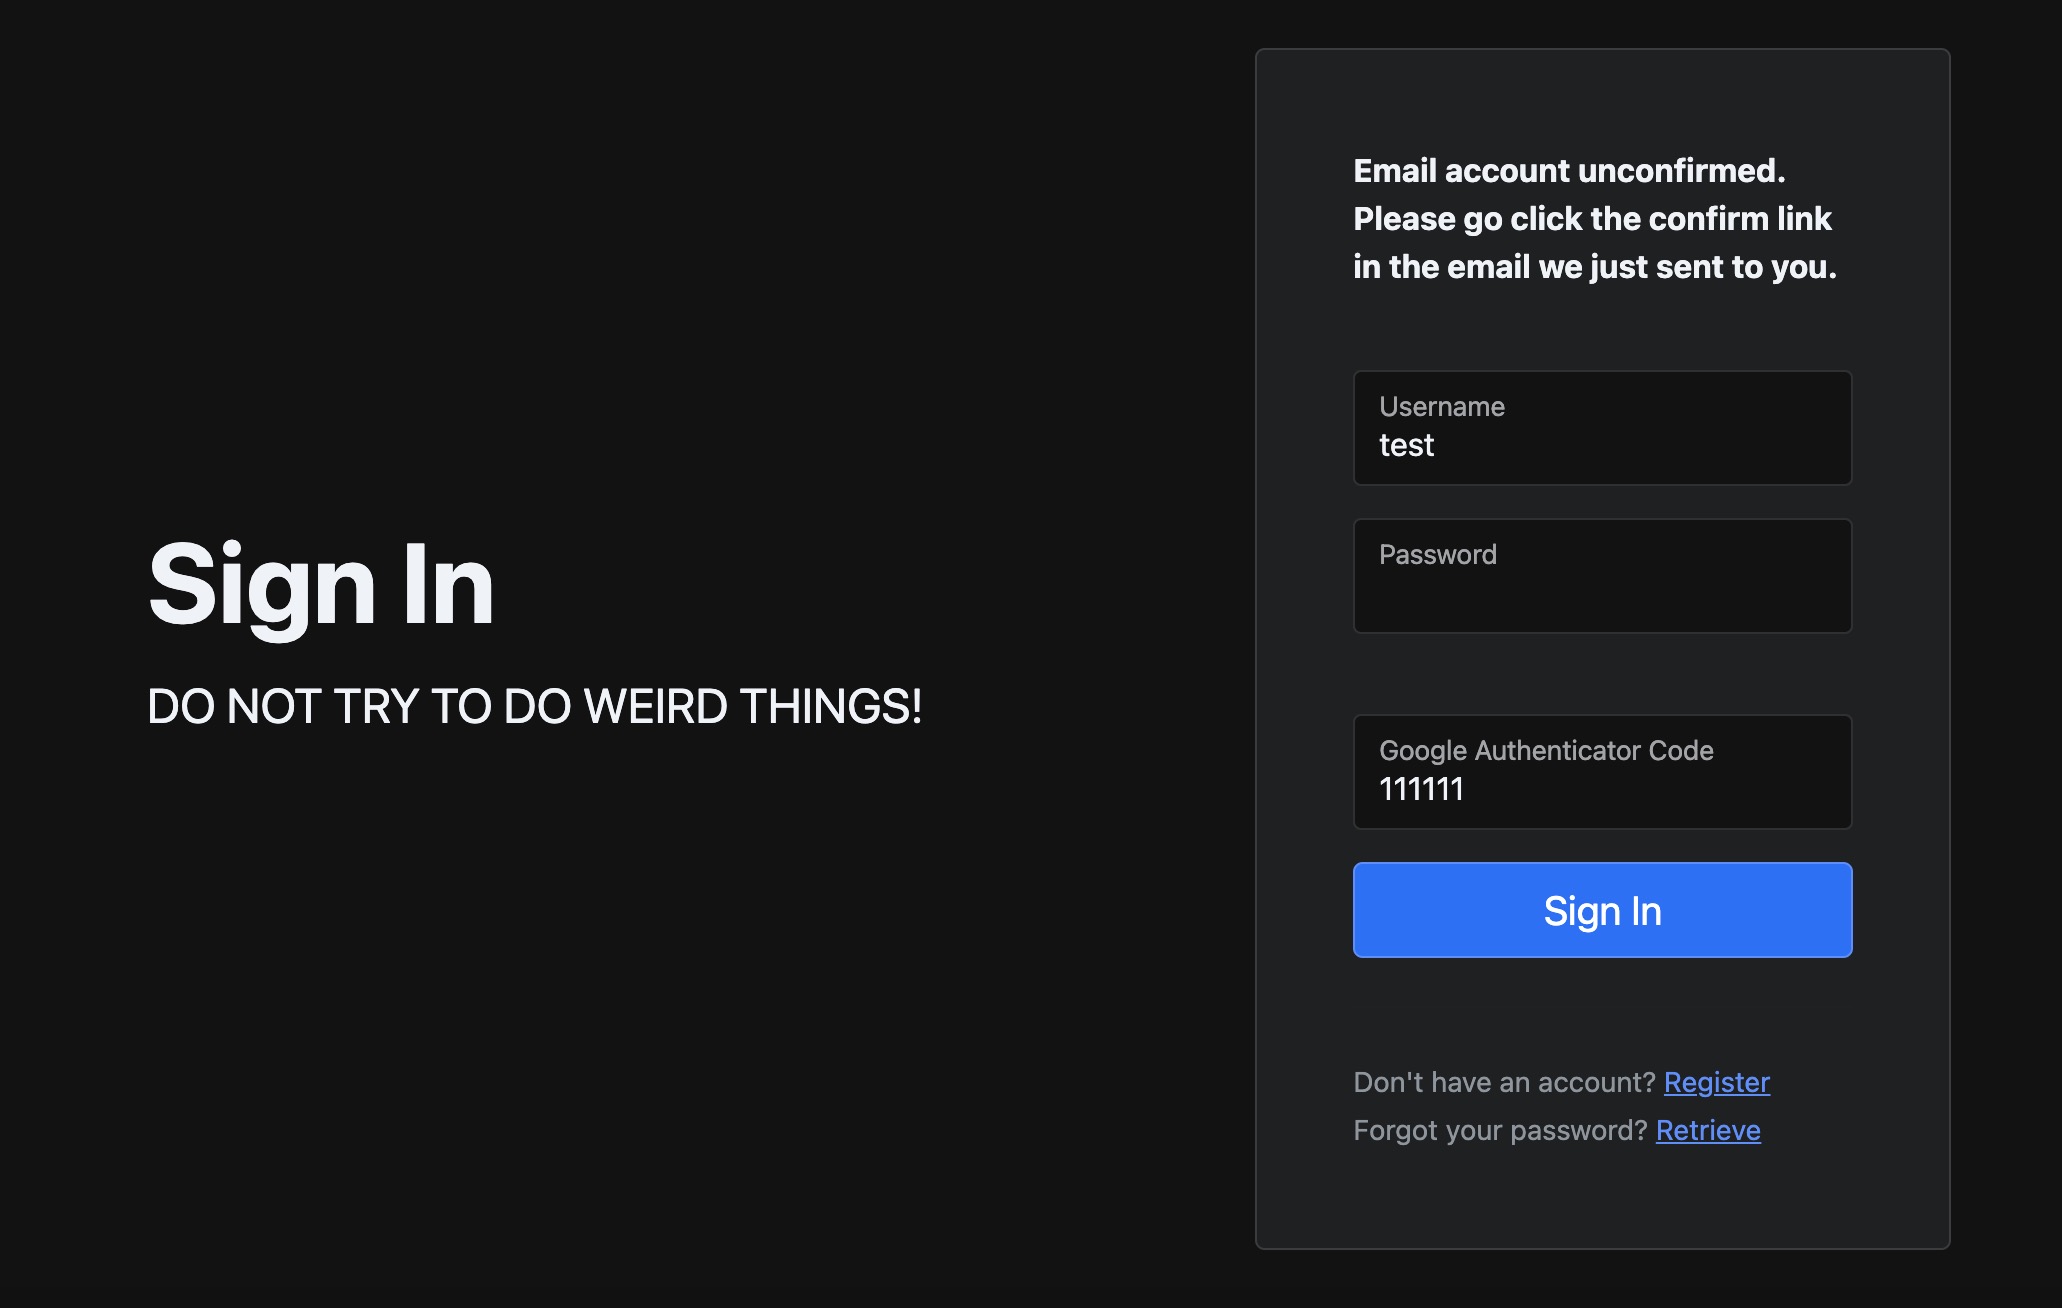 Sign In
DO NOT TRY TO DO WEIRD THINGS!
Email account unconfirmed.
Please go click the confirm link
in the email we just sent to you.
Username
test
Password
Google Authenticator Code
111111
Sign In
Don't have an account? Register
Forgot your password? Retrieve